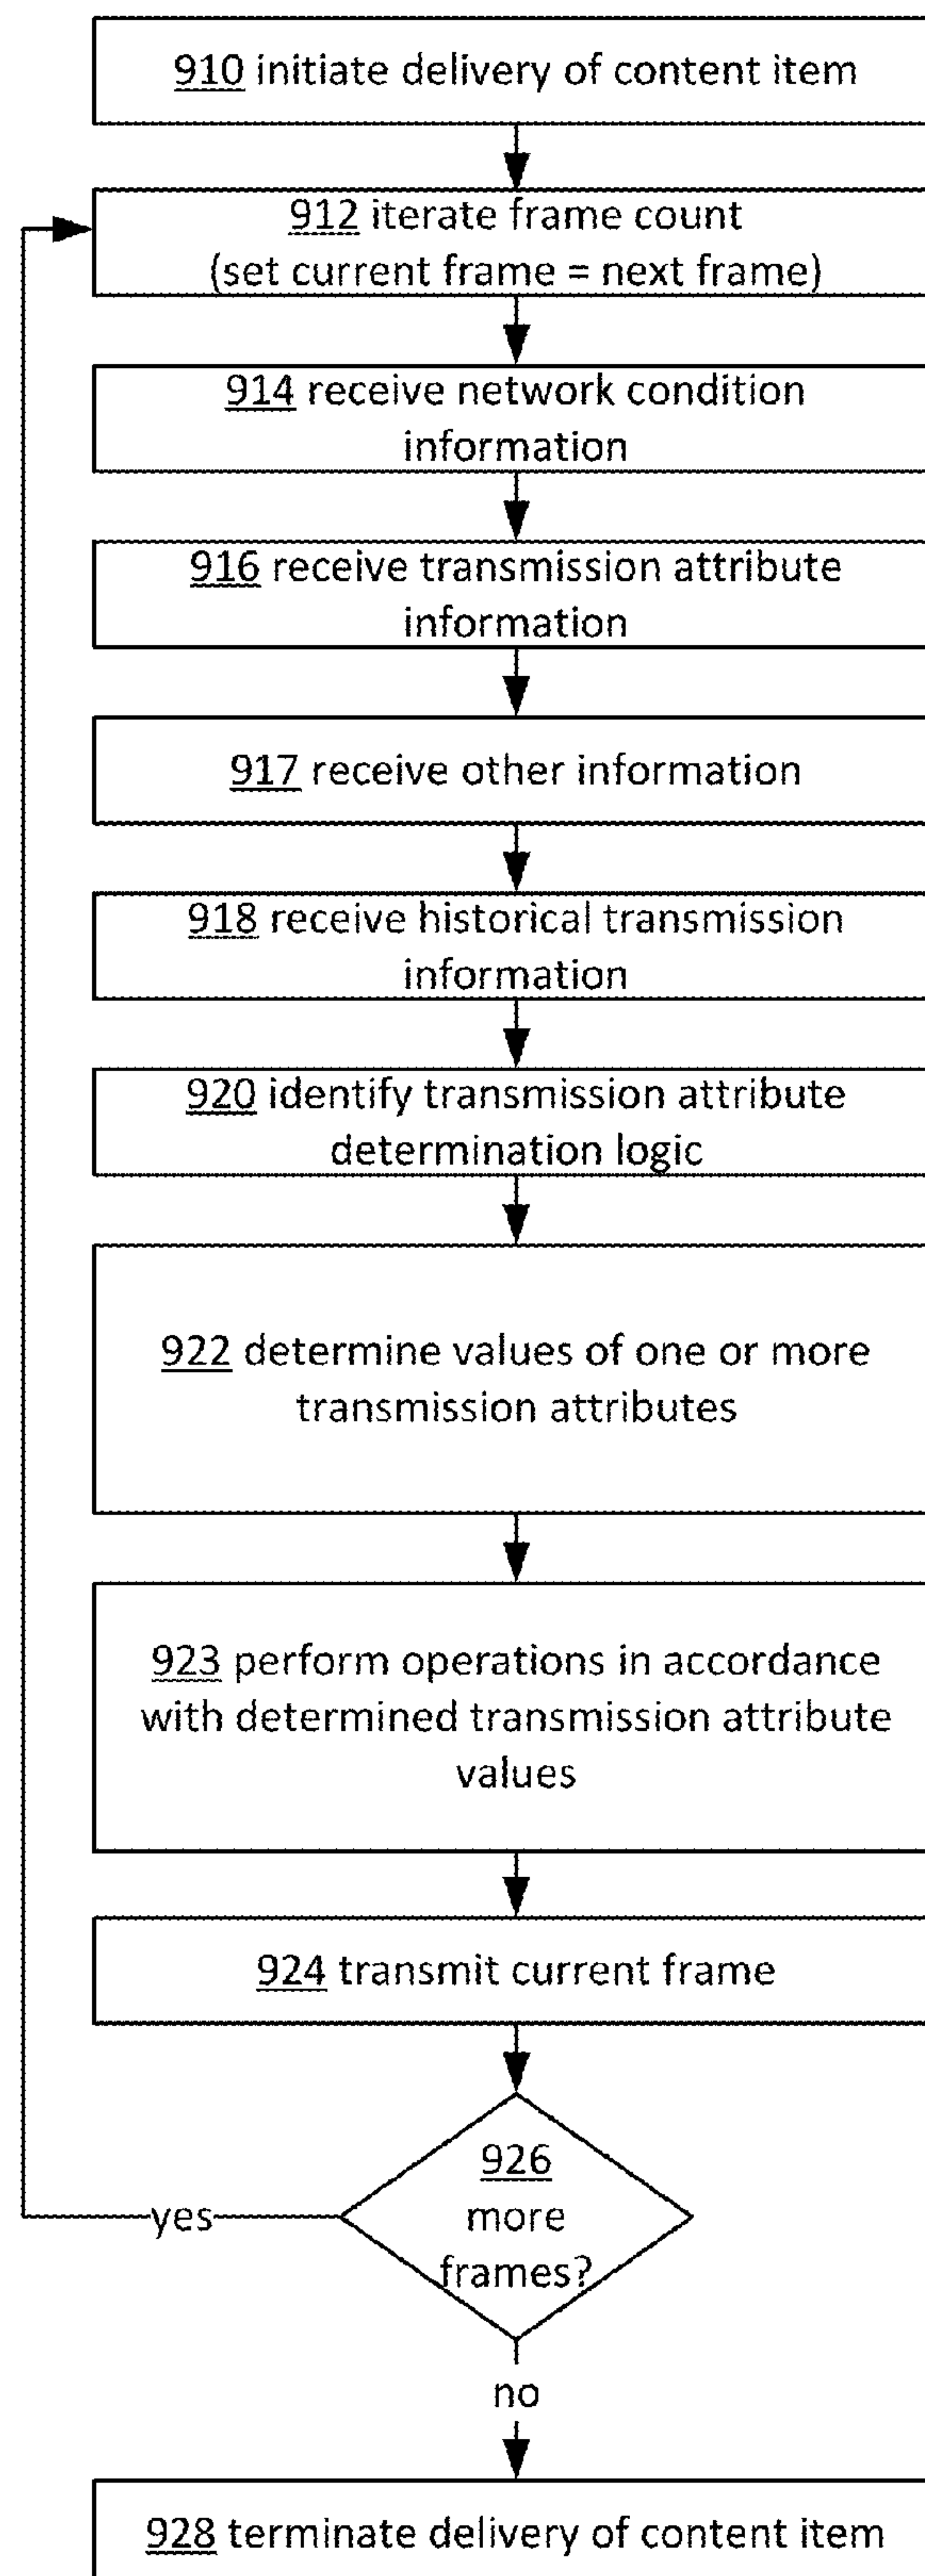 910 initiate delivery of content item
912 iterate frame count
(set current frame = next frame)
914 receive network condition
information
916 receive transmission attribute
information
917 receive other information
918 receive historical transmission
information
920 identify transmission attribute
determination logic
922 determine values of one or more
transmission attributes
923 perform operations in accordance
with determined transmission attribute
values
924 transmit current frame
926
more
frames?
yes
no
928 terminate delivery of content item